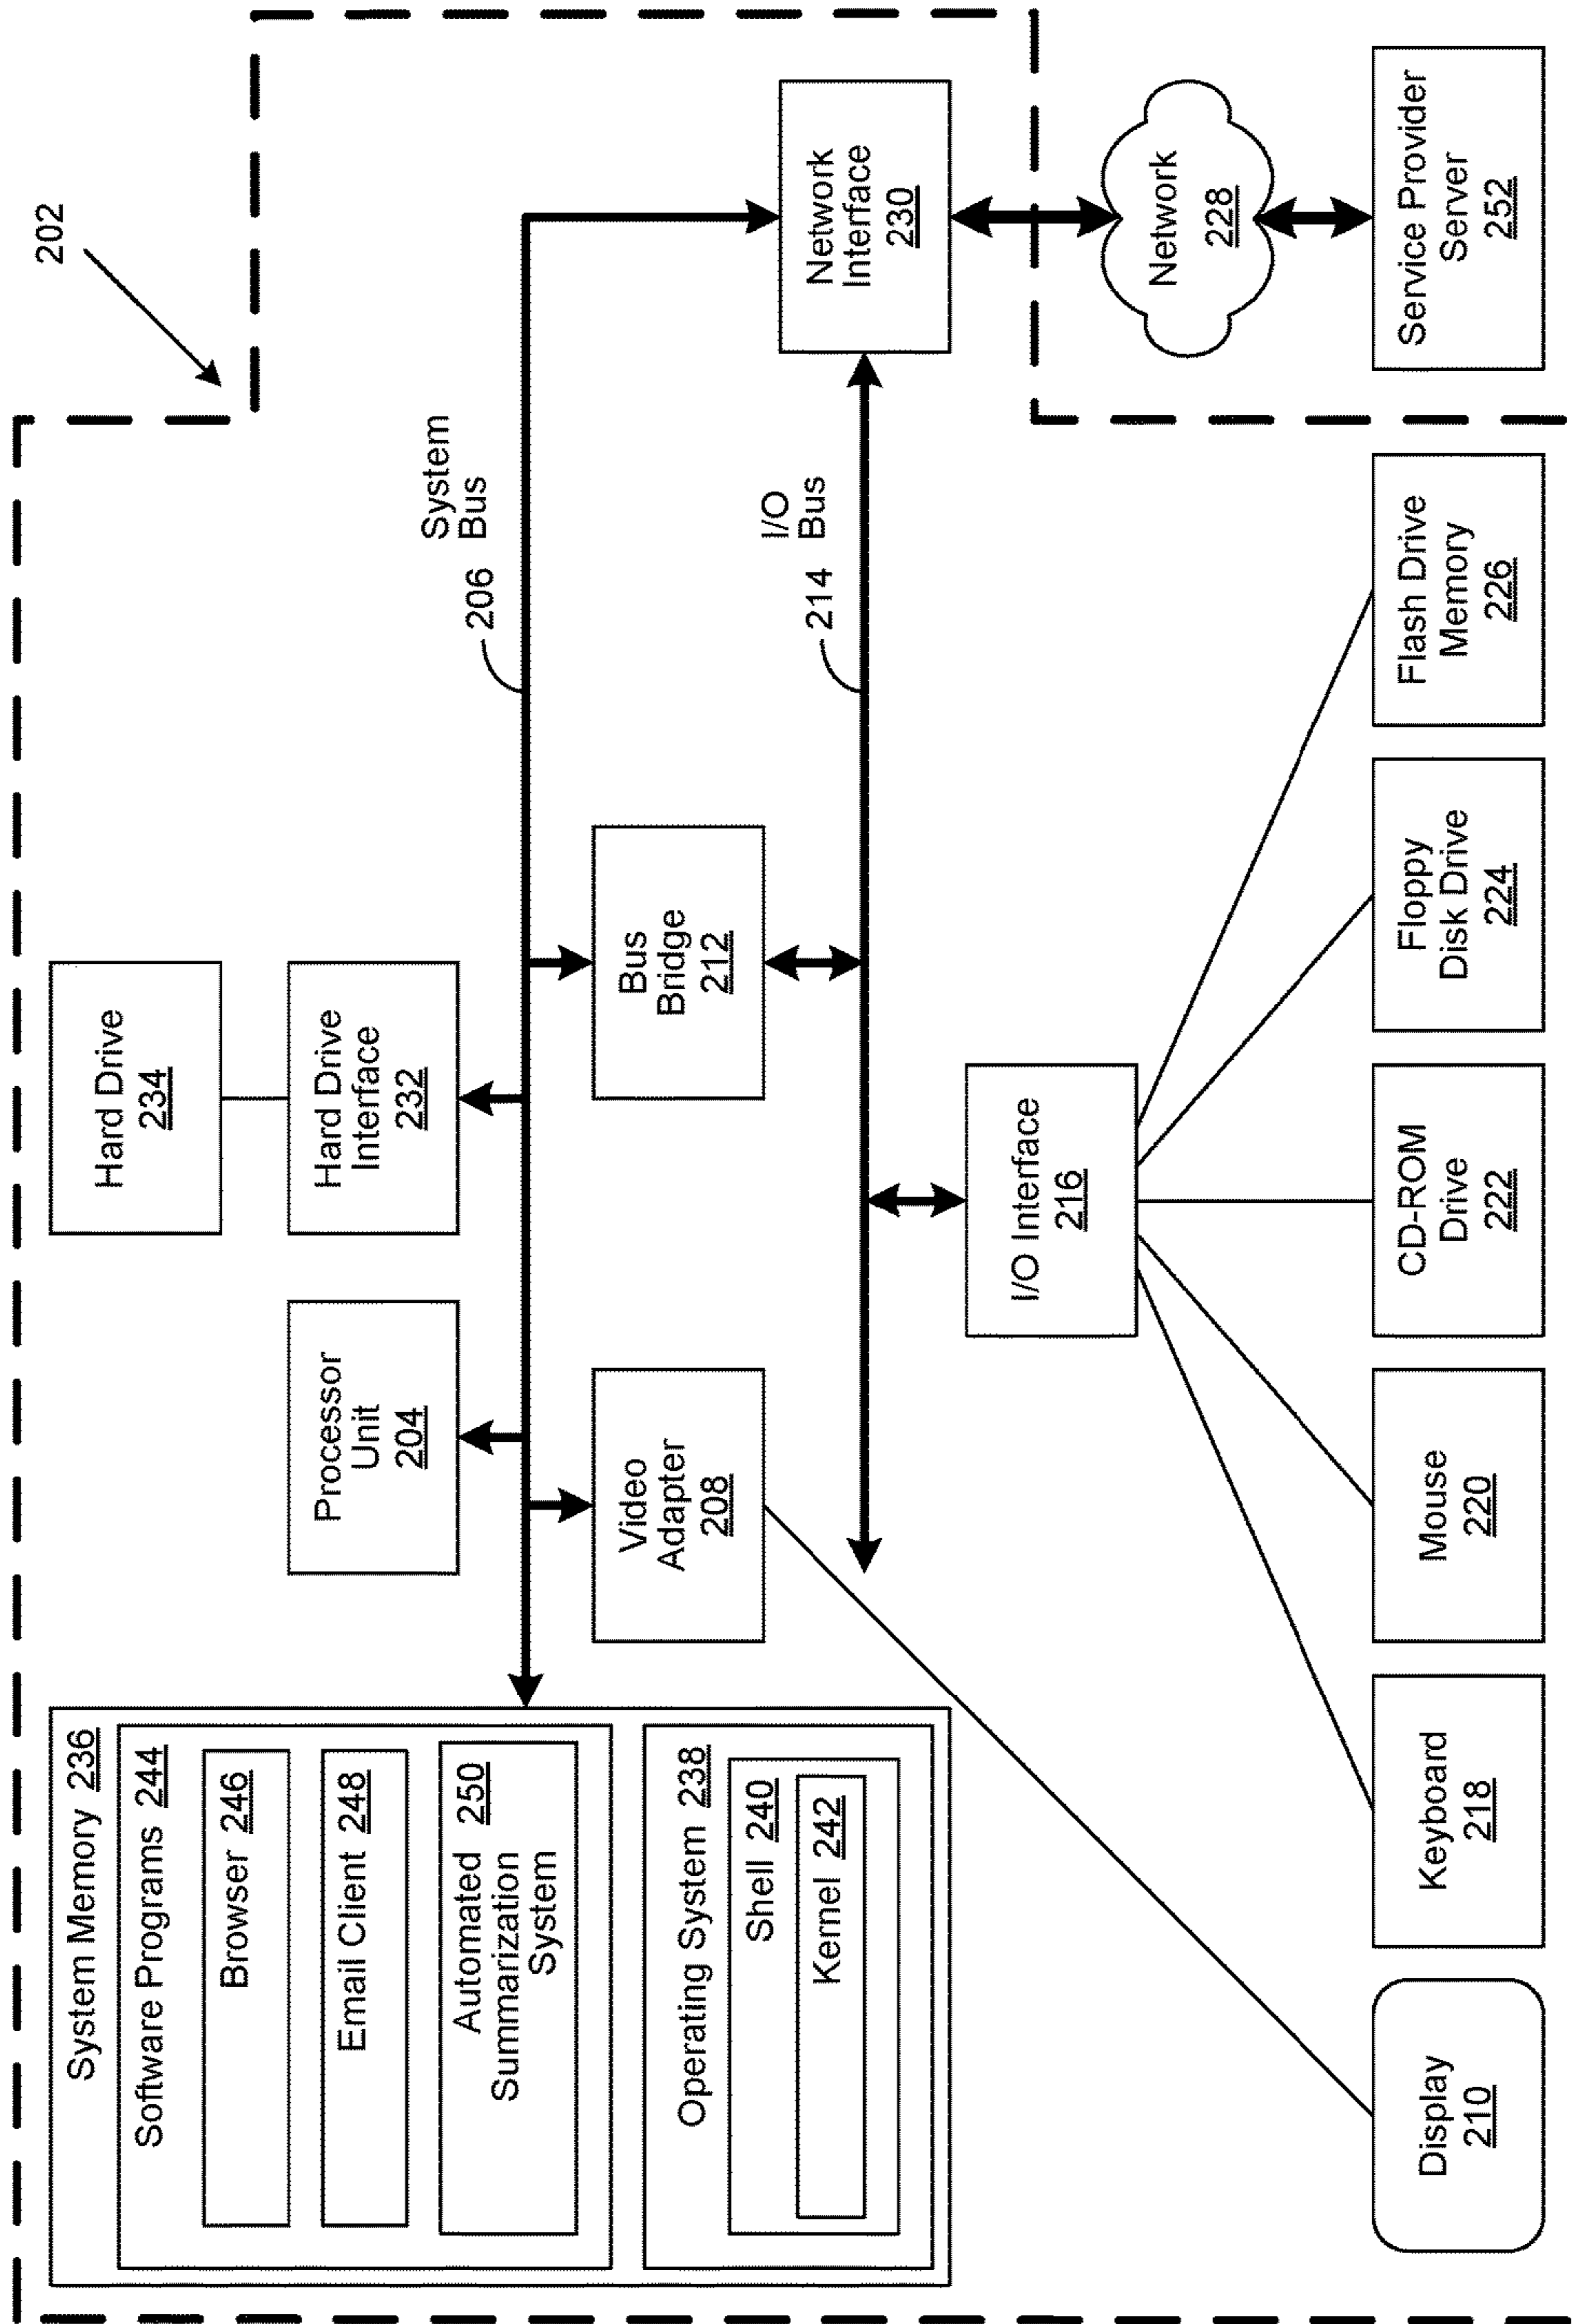 202
System Memory 236
Software Programs 244
Browser 246
Email Client 248
Automated 250
Summarization
System
Operating System 238
Shell 240
Kernel 242
Processor
Unit
204
Hard Drive
234
Hard Drive
Interface
232
206
System
Bus
Video
Adapter
208
Bus
Bridge
212
214
I/O
Bus
Network
Interface
230
I/O Interface
216
Network
228
Display
210
Keyboard
218
Mouse
220
CD-ROM
Drive
222
Floppy
Disk Drive
224
Flash Drive
Memory
226
Service Provider
Server
252